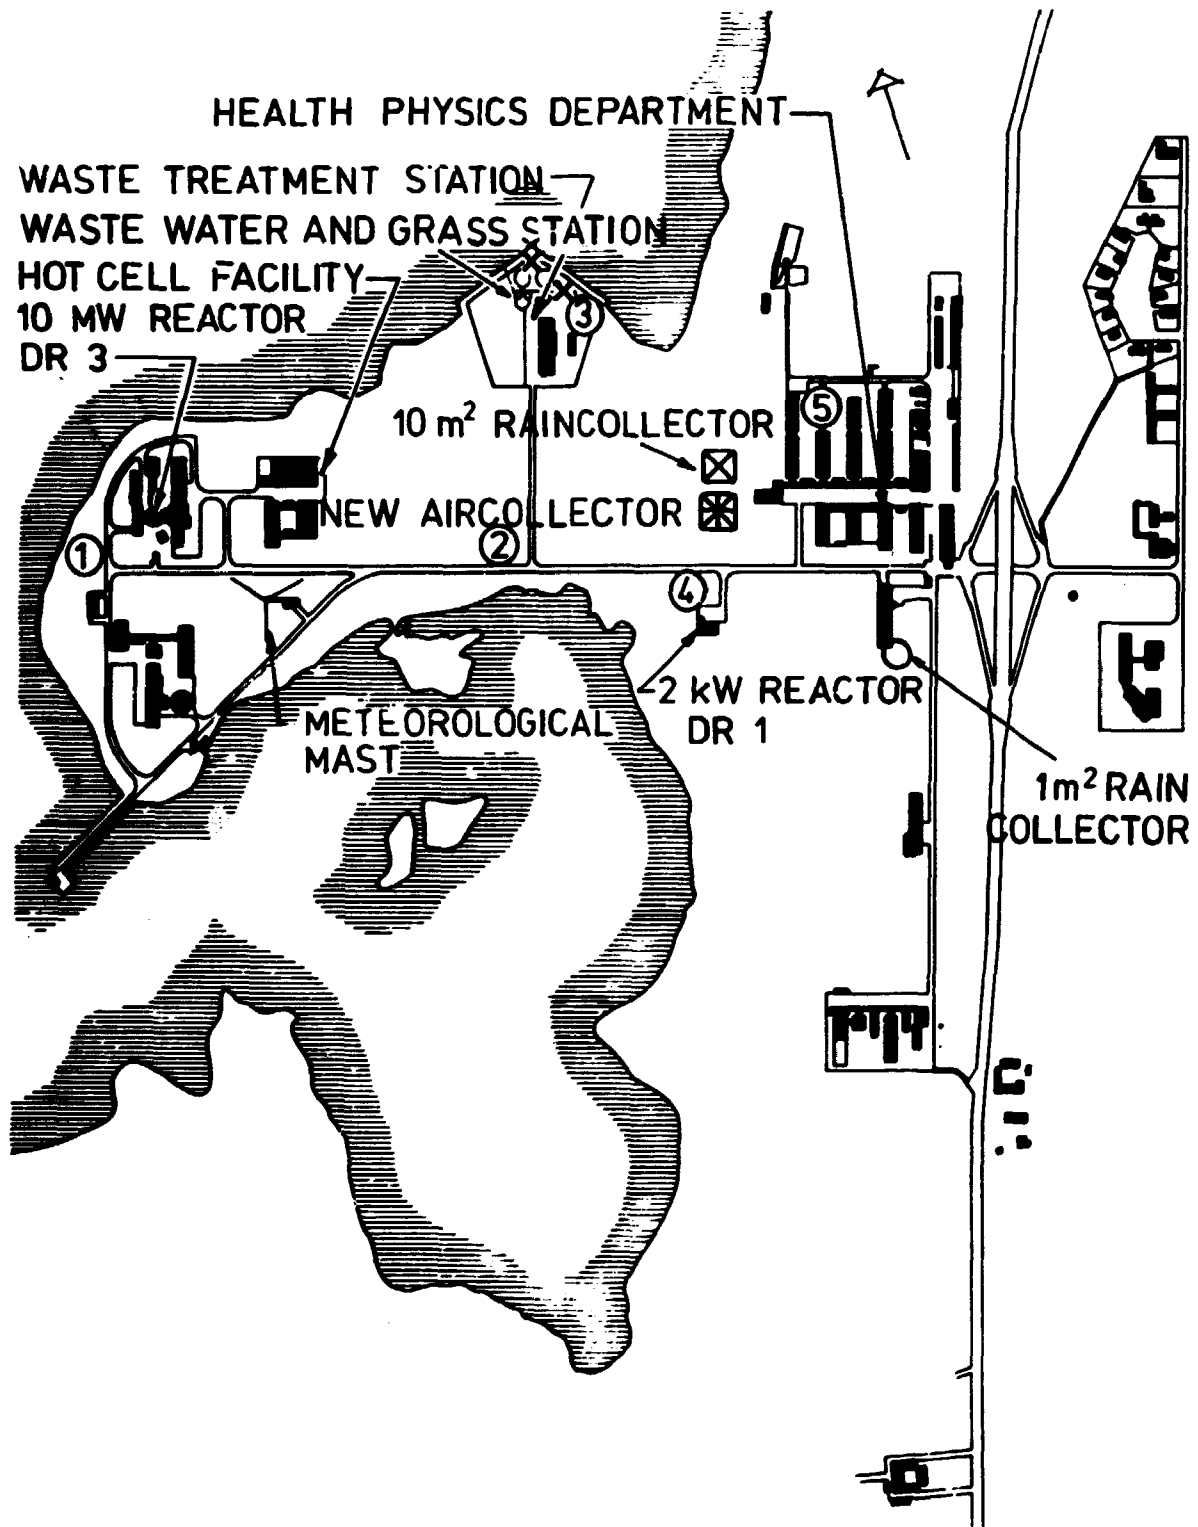 HEALTH PHYSICS DEPARTMENT
WASTE TREATMENT STATION
WASTE WATER AND GRASS STATION
HOT CELL FACILITY
10 MW REACTOR
DR 3
3
10 m² RAINCOLLECTOR
5
NEW AIRCOLLECTOR
1
2
4
2 kW REACTOR
DR 1
METEOROLOGICAL
MAST
1m² RAIN
COLLECTOR